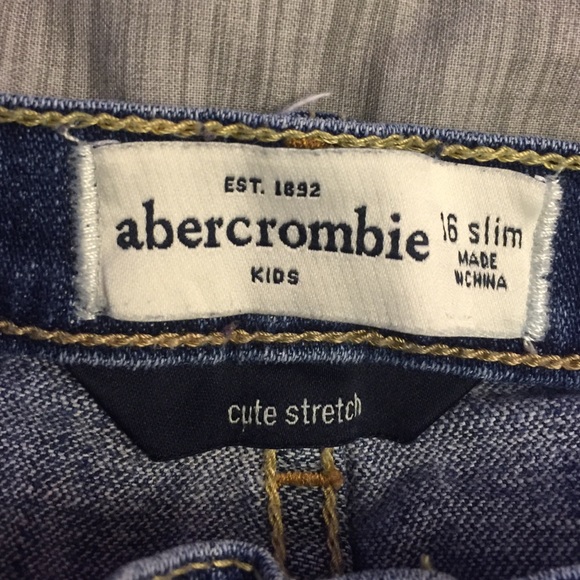 EST. 1892
abercrombie
KIDS
16 slim
MADE
IN CHINA
cute stretch